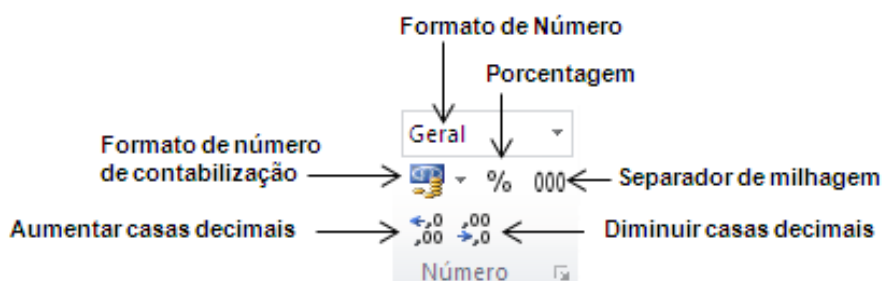 Formato de Número
Porcentagem
Geral
Formato de número
de contabilização
% 000
Separador de milhagem
Aumentar casas decimais
,0 ,00
,00 ,0
Diminuir casas decimais
Número